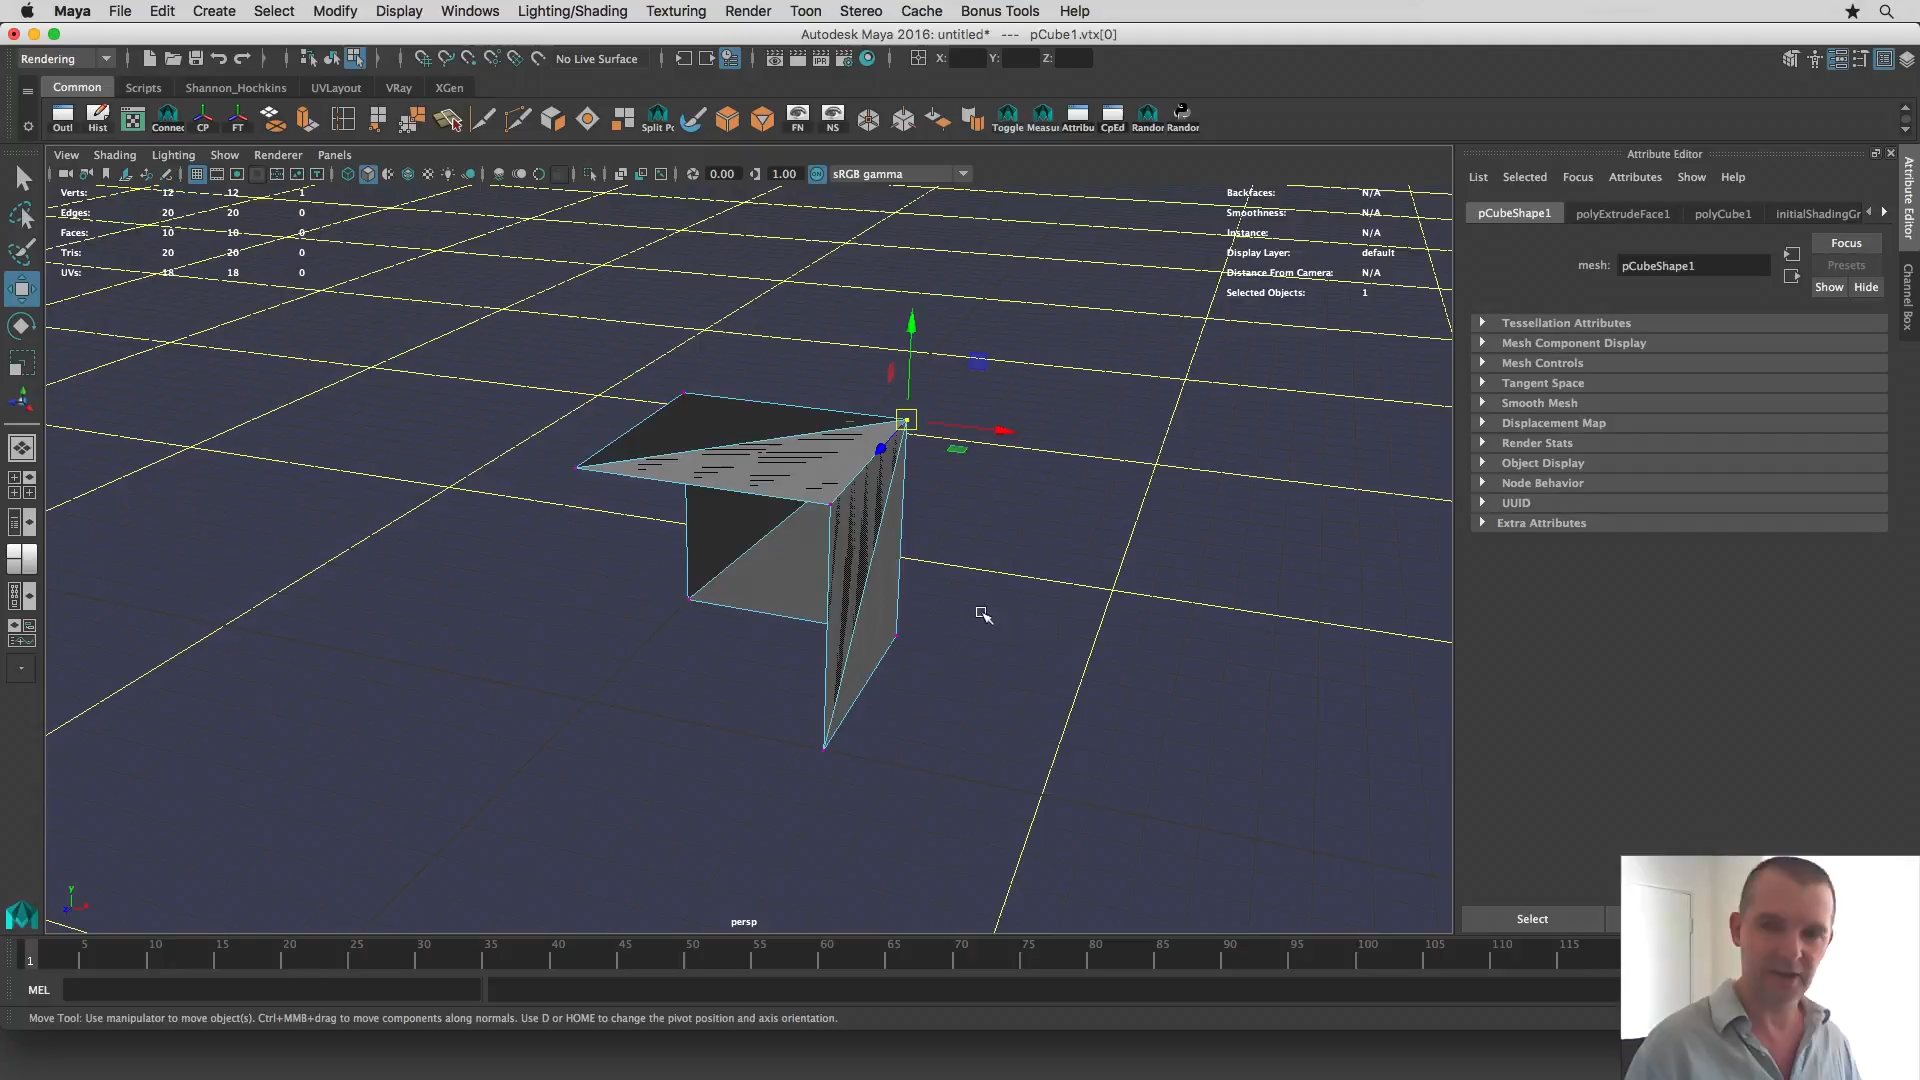 Maya File Edit Create Select Modify Display Windows Lighting/Shading Texturing Render Toon Stereo Cache Bonus Tools Help
Autodesk Maya 2016: untitled* --- pCube1.vtx[0]
Rendering No Live Surface X: Y: Z:
Common Scripts Shannon_Hochkins UVLayout VRay XGen
Outl Hist Connec CP FT Split Po FN NS Toggle Measu Attribu CpEd Randor Randor
IPR
View Shading Lighting Show Renderer Panels
0.00 1.00 sRGB gamma
Verts: 12 12 1
Edges: 20 20 0
Faces: 10 10 0
Tris: 20 20 0
UVs: 18 18 0
Backfaces: N/A
Smoothness: N/A
Instance: N/A
Display Layer: default
Distance From Camera: N/A
Selected Objects: 1
persp
y
Attribute Editor
List Selected Focus Attributes Show Help
pCubeShape1 polyExtrudeFace1 polyCube1 initialShadingGr
Focus
mesh: pCubeShape1
Presets
Show Hide
Tessellation Attributes
Mesh Component Display
Mesh Controls
Tangent Space
Smooth Mesh
Displacement Map
Render Stats
Object Display
Node Behavior
UUID
Extra Attributes
Select
Attribute Editor
Channel Box
5 10 15 20 25 30 35 40 45 50 55 60 65 70 75 80 85 90 95 100 105 110 115
1
MEL
Move Tool: Use manipulator to move object(s). Ctrl+MMB+drag to move components along normals. Use D or HOME to change the pivot position and axis orientation.